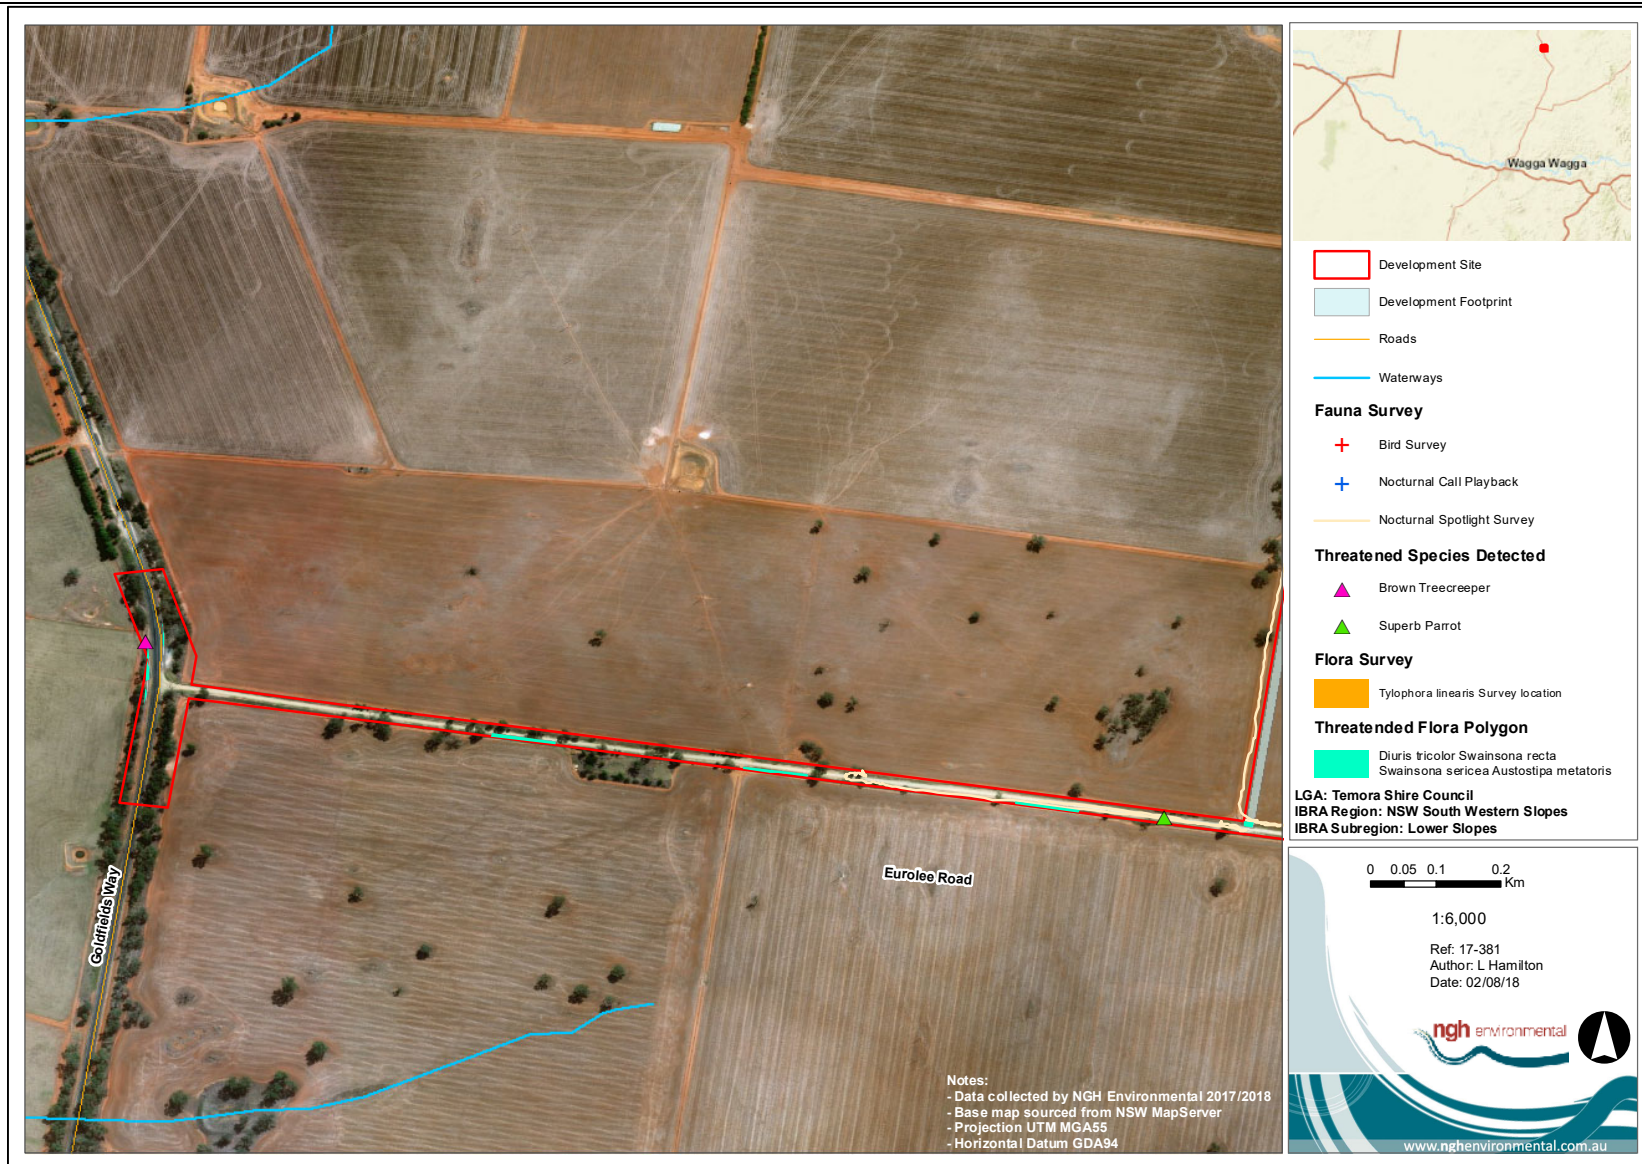 Wagga Wagga
Development Site
Development Footprint
Roads
Waterways
Fauna Survey
Bird Survey
Nocturnal Call Playback
Nocturnal Spotlight Survey
Threatened Species Detected
Brown Treecreeper
Superb Parrot
Flora Survey
Tylophora linearis Survey location
Threatended Flora Polygon
Diuris tricolor Swainsona recta
Swainsona sericea Austostipa metatoris
LGA: Temora Shire Council
IBRA Region: NSW South Western Slopes
IBRA Subregion: Lower Slopes
Goldfields Way
Eurolee Road
Notes:
- Data collected by NGH Environmental 2017/2018
- Base map sourced from NSW MapServer
- Projection UTM MGA55
- Horizontal Datum GDA94
0 0.05 0.1 0.2
Km
1:6,000
Ref: 17-381
Author: L Hamilton
Date: 02/08/18
ngh environmental
www.nghenvironmental.com.au